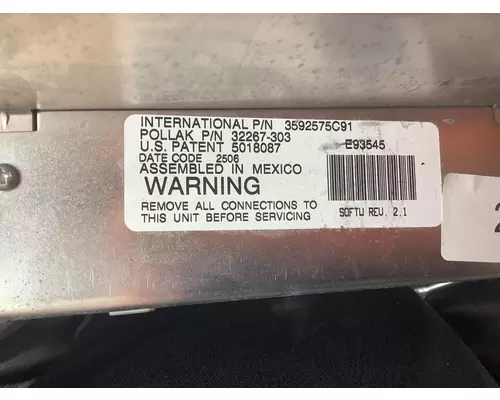 INTERNATIONAL P/N 3592575C91
POLLAK P/N 32267-303
U.S. PATENT 5018087
DATE CODE 2506
ASSEMBLED IN MEXICO
WARNING
REMOVE ALL CONNECTIONS TO
THIS UNIT BEFORE SERVICING
E93545
SOFTW REV. 2.1